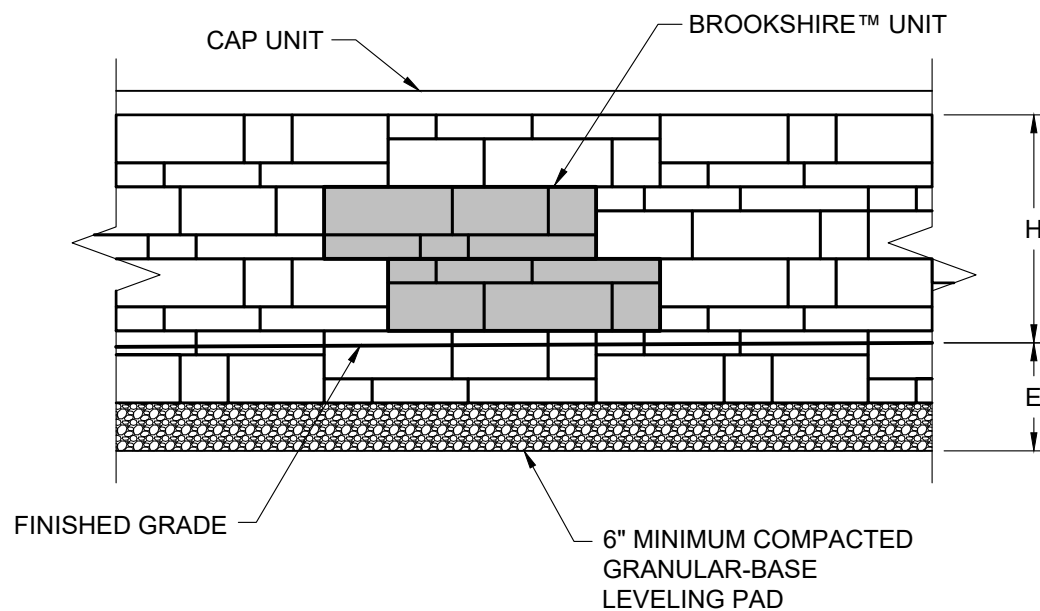 CAP UNIT
BROOKSHIRE™ UNIT
H
E
FINISHED GRADE
6" MINIMUM COMPACTED
GRANULAR-BASE
LEVELING PAD